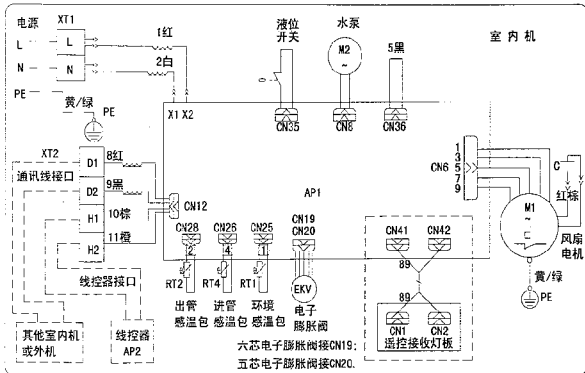 电源
XT1
L
L
N
N
PE
黄/绿
PE
1红
2白
X1 X2
液位
开关
CN35
水泵
M2
~
CN8
5黑
CN36
室内机
XT2
通讯线接口
D1
8红
D2
9黑
H1
10棕
H2
11橙
CN12
线控器接口
AP1
CN6
1
3
5
7
9
C
红
棕
M1
~
风扇
电机
黄/绿
PE
CN28
2
RT2
出管
感温包
CN26
4
RT4
进管
感温包
CN25
1
RT1
环境
感温包
CN19
CN20
EKV
电子
膨胀阀
CN41
CN42
89
89
CN1
CN2
遥控接收灯板
其他室内机
或外机
线控器
AP2
六芯电子膨胀阀接CN19;
五芯电子膨胀阀接CN20.